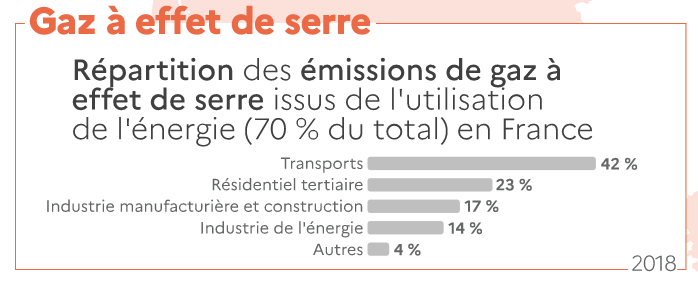 Gaz à effet de serre
Répartition des émissions de gaz à
effet de serre issus de l'utilisation
de l'énergie (70 % du total) en France
Transports 42 %
Résidentiel tertiaire 23 %
Industrie manufacturière et construction 17 %
Industrie de l'énergie 14 %
Autres 4 %
2018